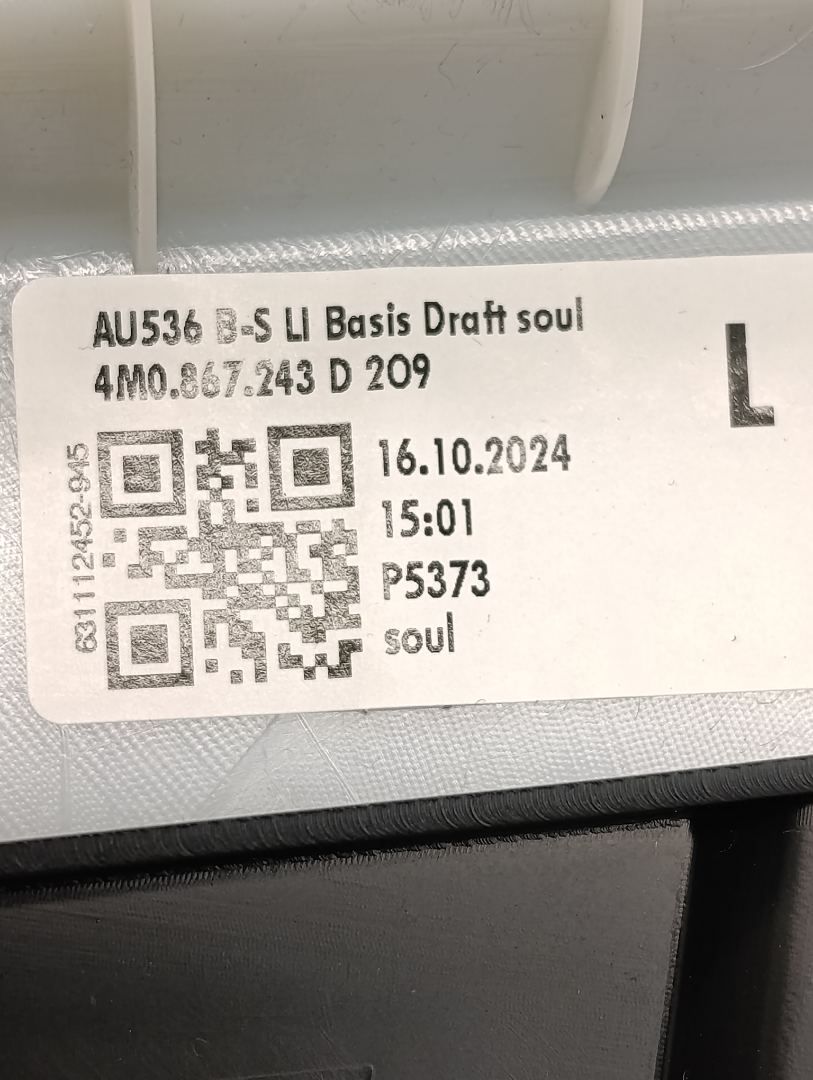 AU536 B-S LI Basis Draft soul
4M0.867.243 D 209
L
631112452-945
16.10.2024
15:01
P5373
soul